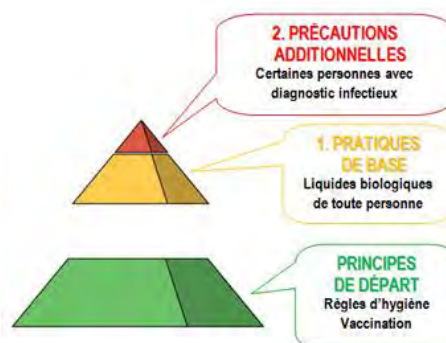 2. PRÉCAUTIONS
ADDITIONNELLES
Certaines personnes avec
diagnostic infectieux
1. PRATIQUES
DE BASE
Liquides biologiques
de toute personne
PRINCIPES
DE DÉPART
Règles d'hygiène
Vaccination